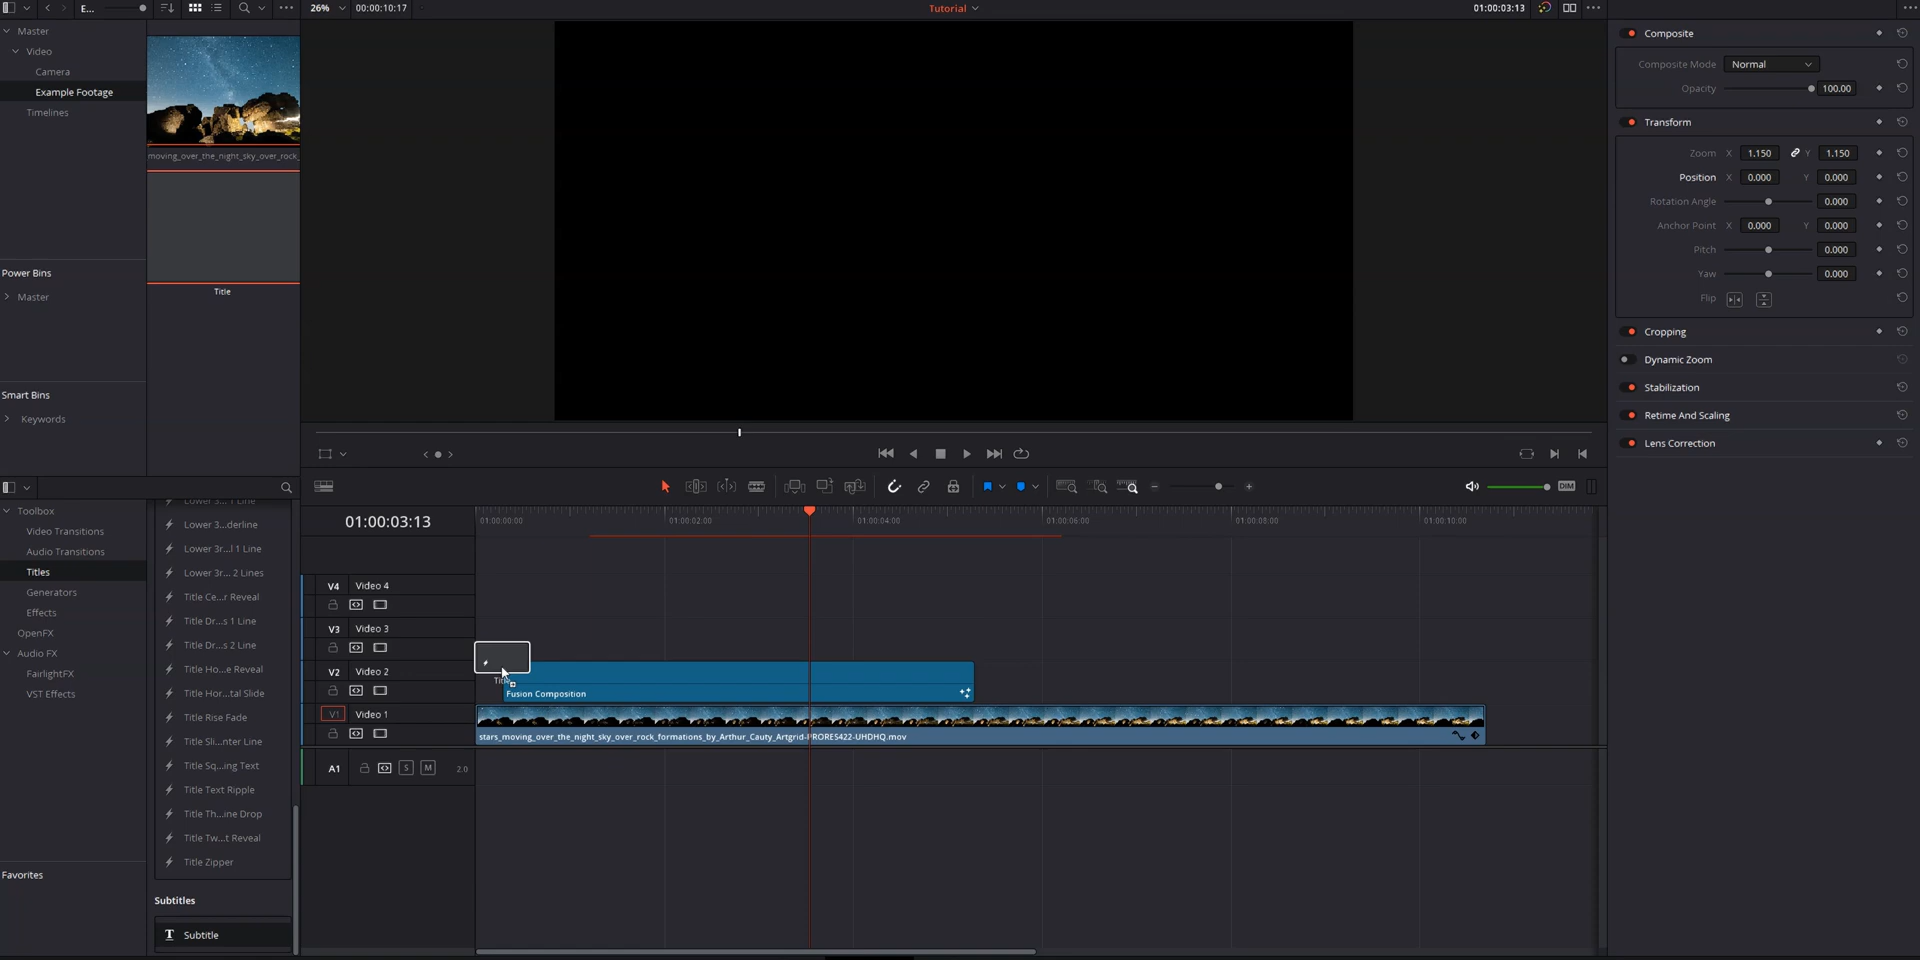 E...
26%
00:00:10:17
Tutorial
01:00:03:13
Master
Video
Camera
Example Footage
Timelines
moving_over_the_night_sky_over_rock_
Title
Power Bins
Master
Smart Bins
Keywords
Composite
Composite Mode Normal
Opacity 100.00
Transform
Zoom X 1.150 Y 1.150
Position X 0.000 Y 0.000
Rotation Angle 0.000
Anchor Point X 0.000 Y 0.000
Pitch 0.000
Yaw 0.000
Flip
Cropping
Dynamic Zoom
Stabilization
Retime And Scaling
Lens Correction
Toolbox
Video Transitions
Audio Transitions
Titles
Generators
Effects
OpenFX
Audio FX
FairlightFX
VST Effects
Favorites
Lower 3...derline
Lower 3r...l 1 Line
Lower 3r... 2 Lines
Title Ce...r Reveal
Title Dr...s 1 Line
Title Dr...s 2 Line
Title Ho...e Reveal
Title Hor...tal Slide
Title Rise Fade
Title Sli...nter Line
Title Sq...ing Text
Title Text Ripple
Title Th...ine Drop
Title Tw...t Reveal
Title Zipper
Subtitles
T Subtitle
DIM
01:00:03:13
01:00:00:00 01:00:02:00 01:00:04:00 01:00:06:00 01:00:08:00 01:00:10:00
V4 Video 4
V3 Video 3
V2 Video 2
Fusion Composition
V1 Video 1
stars_moving_over_the_night_sky_over_rock_formations_by_Arthur_Cauty_Artgrid-PRORES422-UHDHQ.mov
A1 S M 2.0